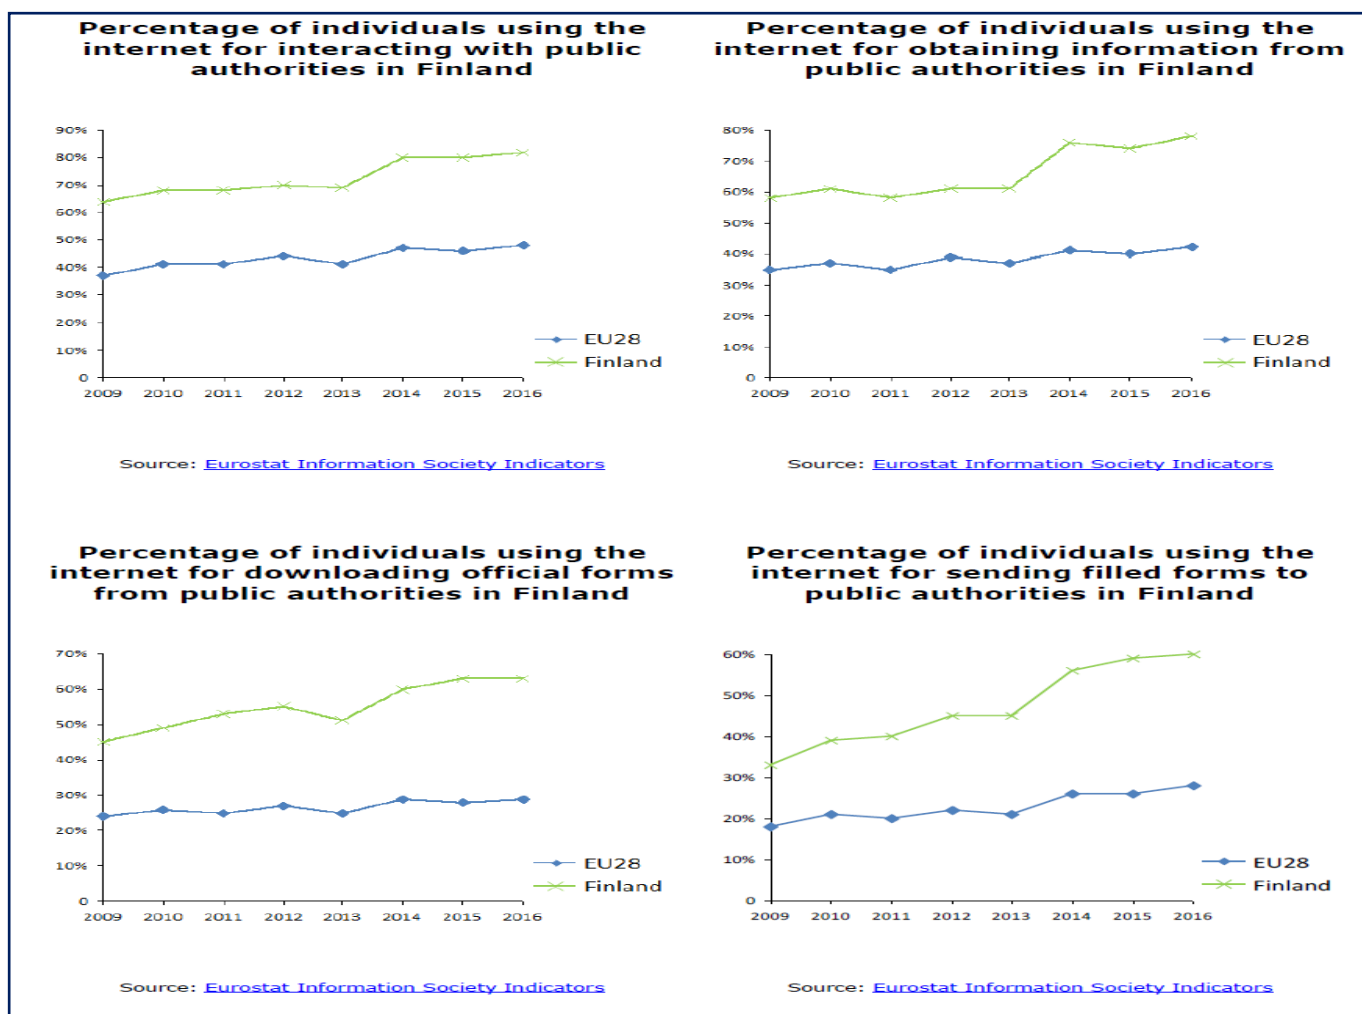 Percentage of individuals using the
internet for interacting with public
authorities in Finland
90%
80%
70%
60%
50%
40%
30%
20%
10%
0
2009 2010 2011 2012 2013 2014 2015 2016
EU28
Finland
Source: Eurostat Information Society Indicators
Percentage of individuals using the
internet for obtaining information from
public authorities in Finland
80%
70%
60%
50%
40%
30%
20%
10%
0
2009 2010 2011 2012 2013 2014 2015 2016
EU28
Finland
Source: Eurostat Information Society Indicators
Percentage of individuals using the
internet for downloading official forms
from public authorities in Finland
70%
60%
50%
40%
30%
20%
10%
0
2009 2010 2011 2012 2013 2014 2015 2016
EU28
Finland
Source: Eurostat Information Society Indicators
Percentage of individuals using the
internet for sending filled forms to
public authorities in Finland
60%
50%
40%
30%
20%
10%
0
2009 2010 2011 2012 2013 2014 2015 2016
EU28
Finland
Source: Eurostat Information Society Indicators